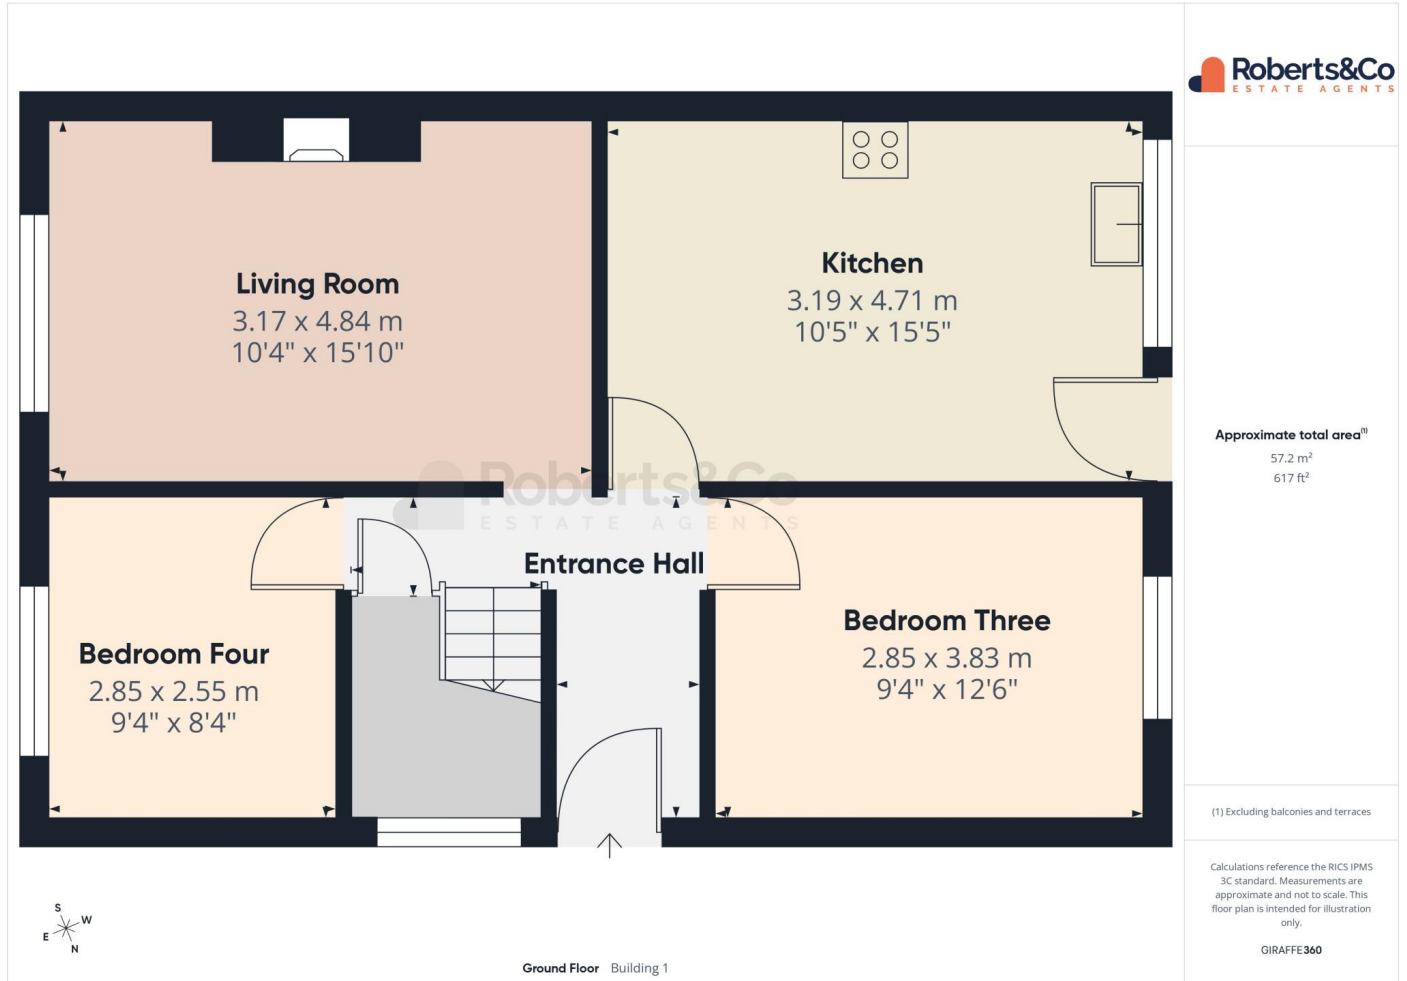 Roberts&Co
ESTATE AGENTS
Living Room
3.17 x 4.84 m
10'4" x 15'10"
Kitchen
3.19 x 4.71 m
10'5" x 15'5"
Roberts&Co
ESTATE AGENTS
Entrance Hall
Bedroom Four
2.85 x 2.55 m
9'4" x 8'4"
Bedroom Three
2.85 x 3.83 m
9'4" x 12'6"
Approximate total area(1)
57.2 m²
617 ft²
(1) Excluding balconies and terraces
Calculations reference the RICS IPMS
3C standard. Measurements are
approximate and not to scale. This
floor plan is intended for illustration
only.
GIRAFFE360
S
W
E
N
Ground Floor Building 1